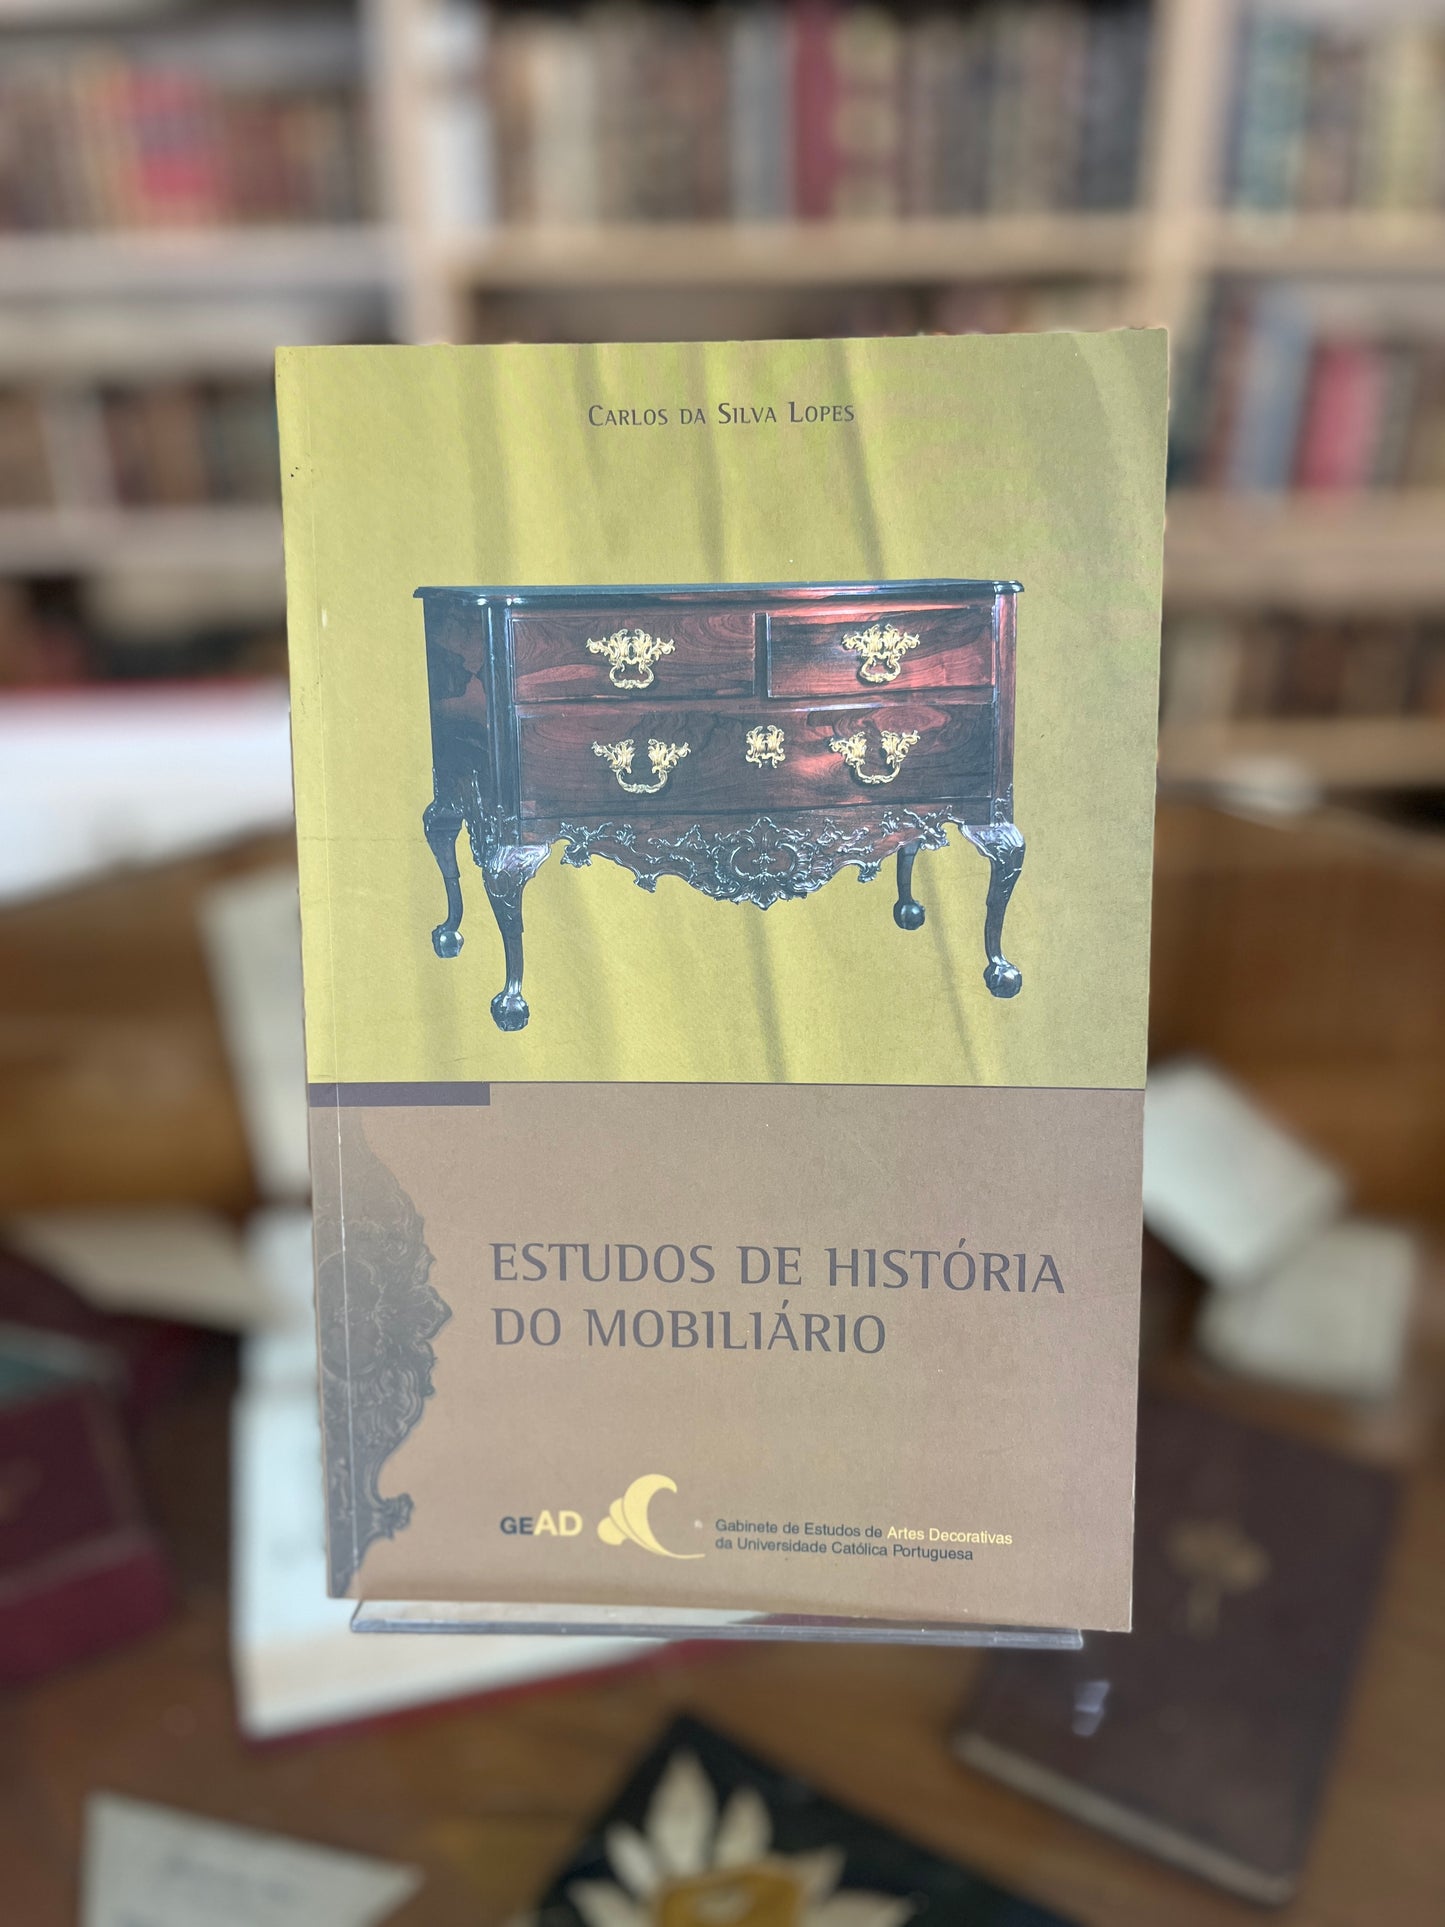 CARLOS DA SILVA LOPES
ESTUDOS DE HISTÓRIA
DO MOBILIÁRIO
GEAD
Gabinete de Estudos de Artes Decorativas
da Universidade Católica Portuguesa